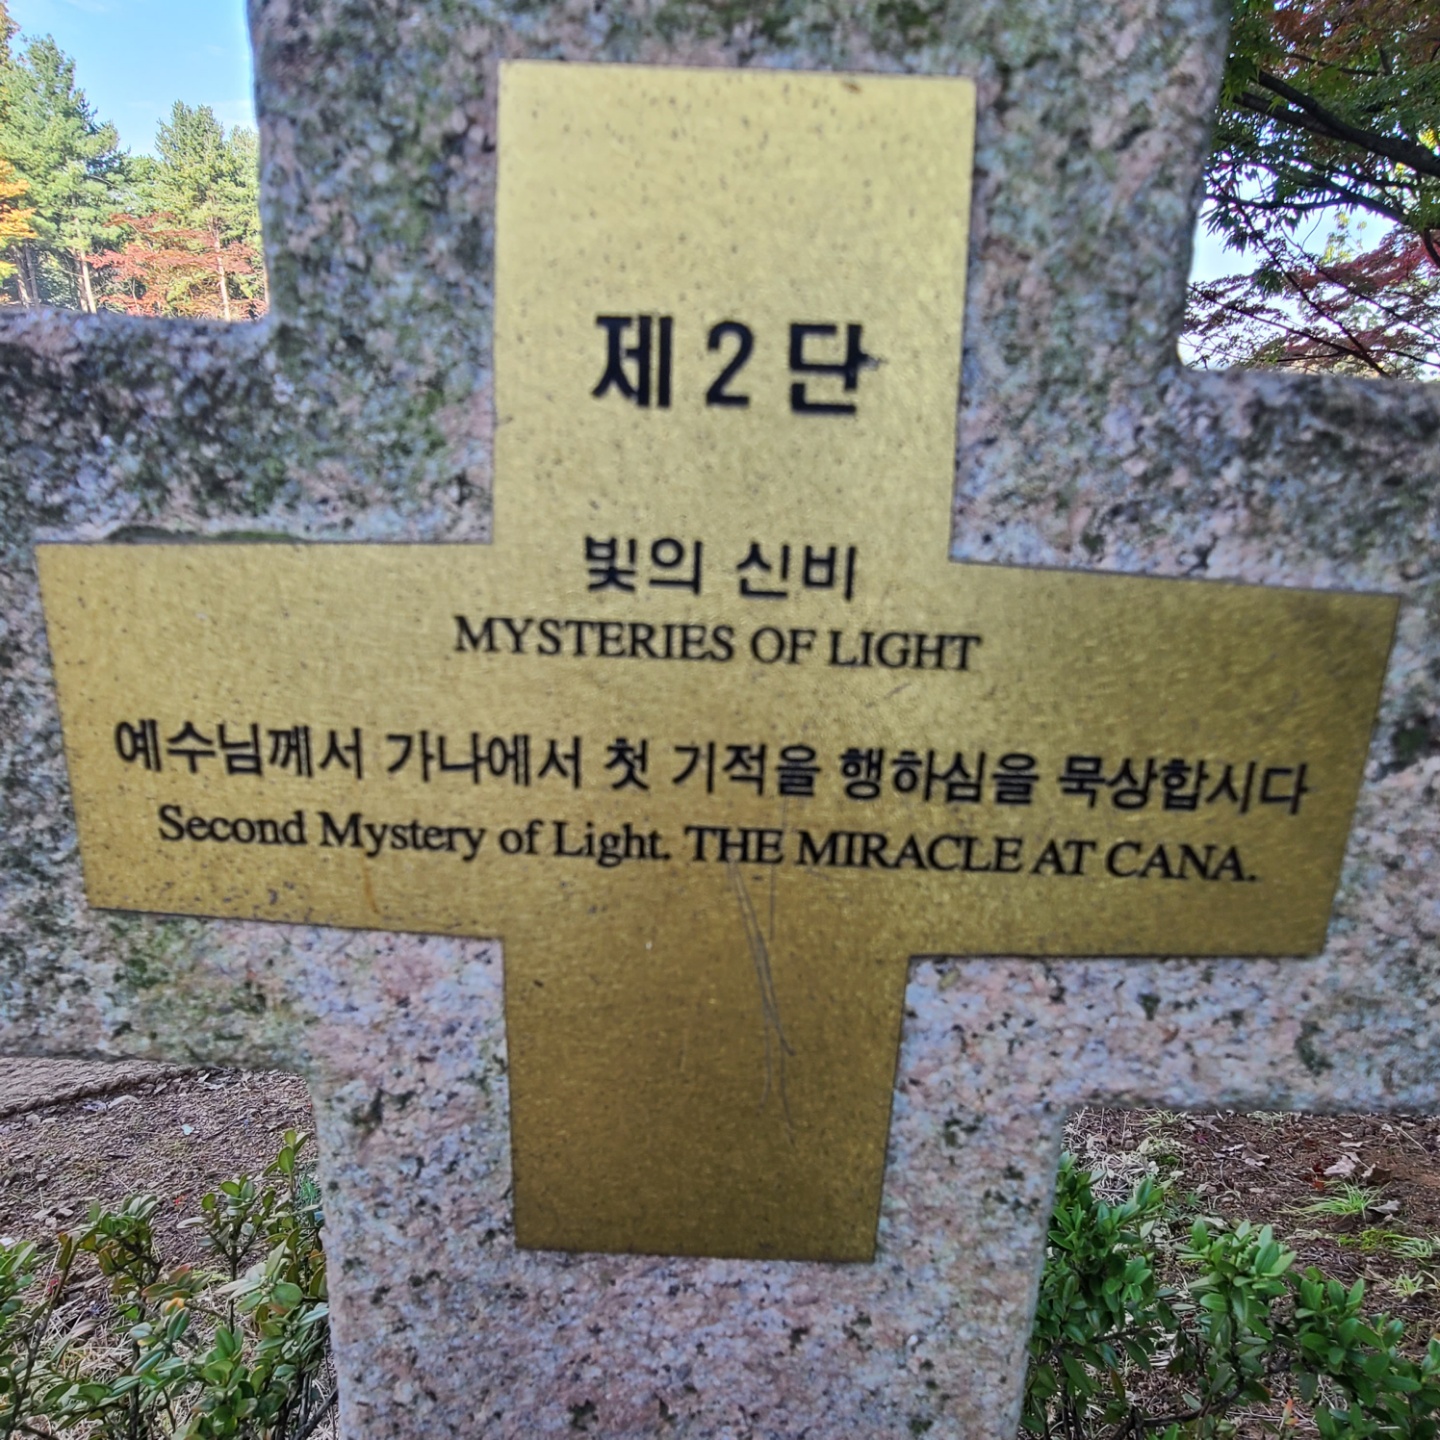 제 2 단
빛의 신비
MYSTERIES OF LIGHT
예수님께서 가나에서 첫 기적을 행하심을 묵상합시다
Second Mystery of Light. THE MIRACLE AT CANA.